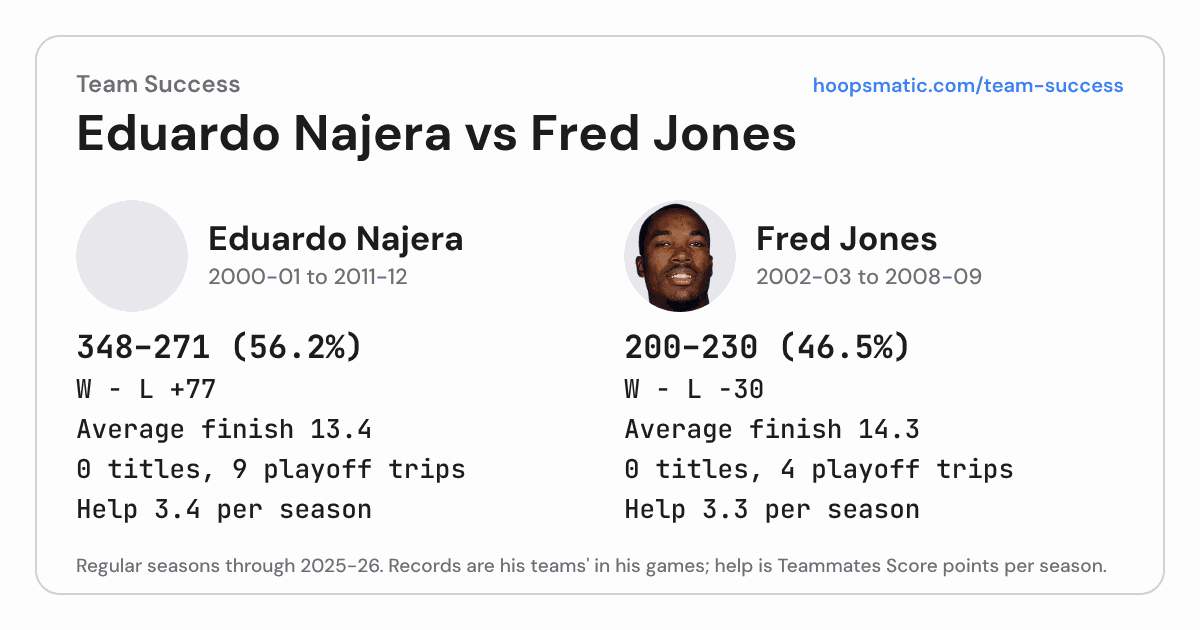 Team Success
hoopsmatic.com/team-success
Eduardo Najera vs Fred Jones
Eduardo Najera
2000-01 to 2011-12
348-271 (56.2%)
W - L +77
Average finish 13.4
0 titles, 9 playoff trips
Help 3.4 per season
Fred Jones
2002-03 to 2008-09
200-230 (46.5%)
W - L -30
Average finish 14.3
0 titles, 4 playoff trips
Help 3.3 per season
Regular seasons through 2025-26. Records are his teams' in his games; help is Teammates Score points per season.